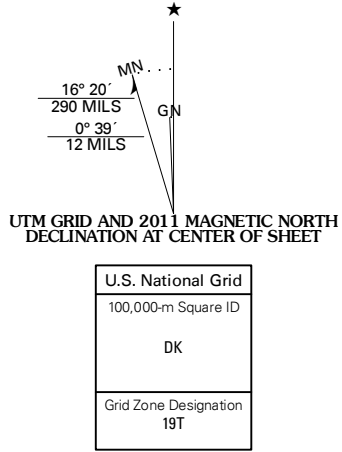 ★
MN
16° 20´
290 MILS
GN
0° 39´
12 MILS
UTM GRID AND 2011 MAGNETIC NORTH
DECLINATION AT CENTER OF SHEET
U.S. National Grid
100,000-m Square ID
DK
Grid Zone Designation
19T